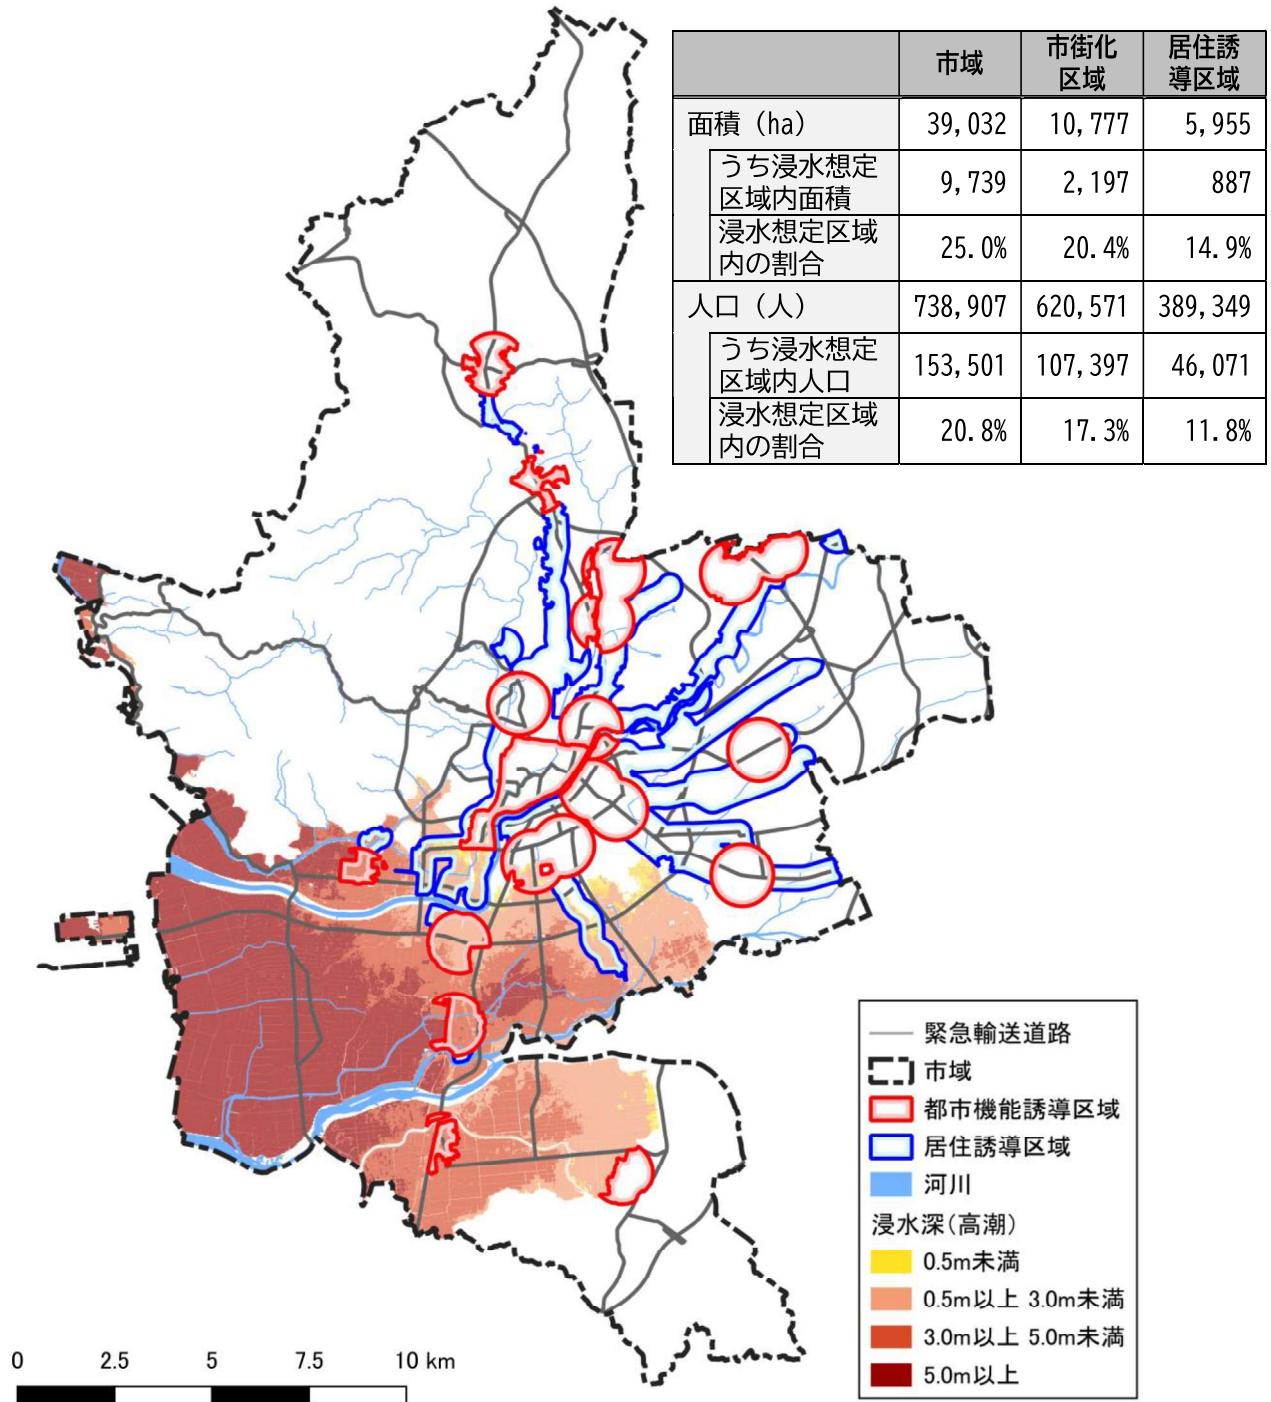 市域 市街化区域 居住誘導区域
面積（ha） 39,032 10,777 5,955
うち浸水想定区域内面積 9,739 2,197 887
浸水想定区域内の割合 25.0% 20.4% 14.9%
人口（人） 738,907 620,571 389,349
うち浸水想定区域内人口 153,501 107,397 46,071
浸水想定区域内の割合 20.8% 17.3% 11.8%
緊急輸送道路
市域
都市機能誘導区域
居住誘導区域
河川
浸水深（高潮）
0.5m未満
0.5m以上 3.0m未満
3.0m以上 5.0m未満
5.0m以上
0 2.5 5 7.5 10 km